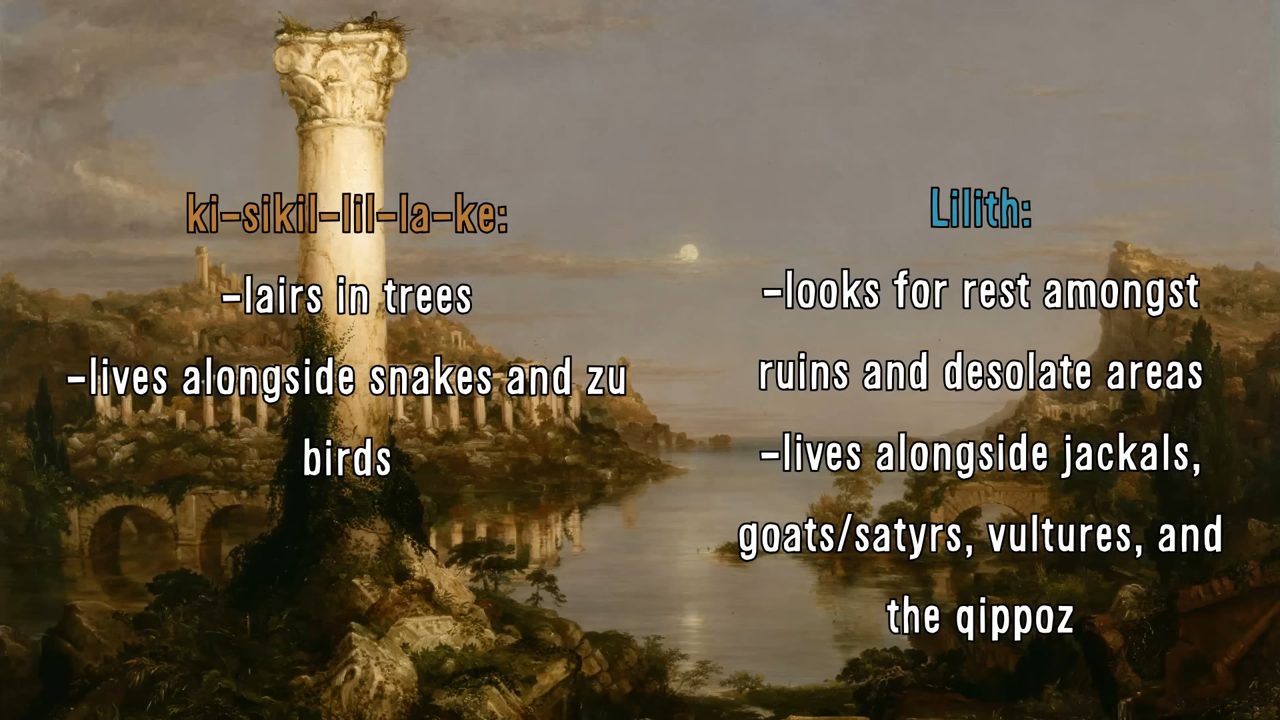 ki-sikil-lil-la-ke:
-lairs in trees
-lives alongside snakes and zu
birds
Lilith:
-looks for rest amongst
ruins and desolate areas
-lives alongside jackals,
goats/satyrs, vultures, and
the qippoz